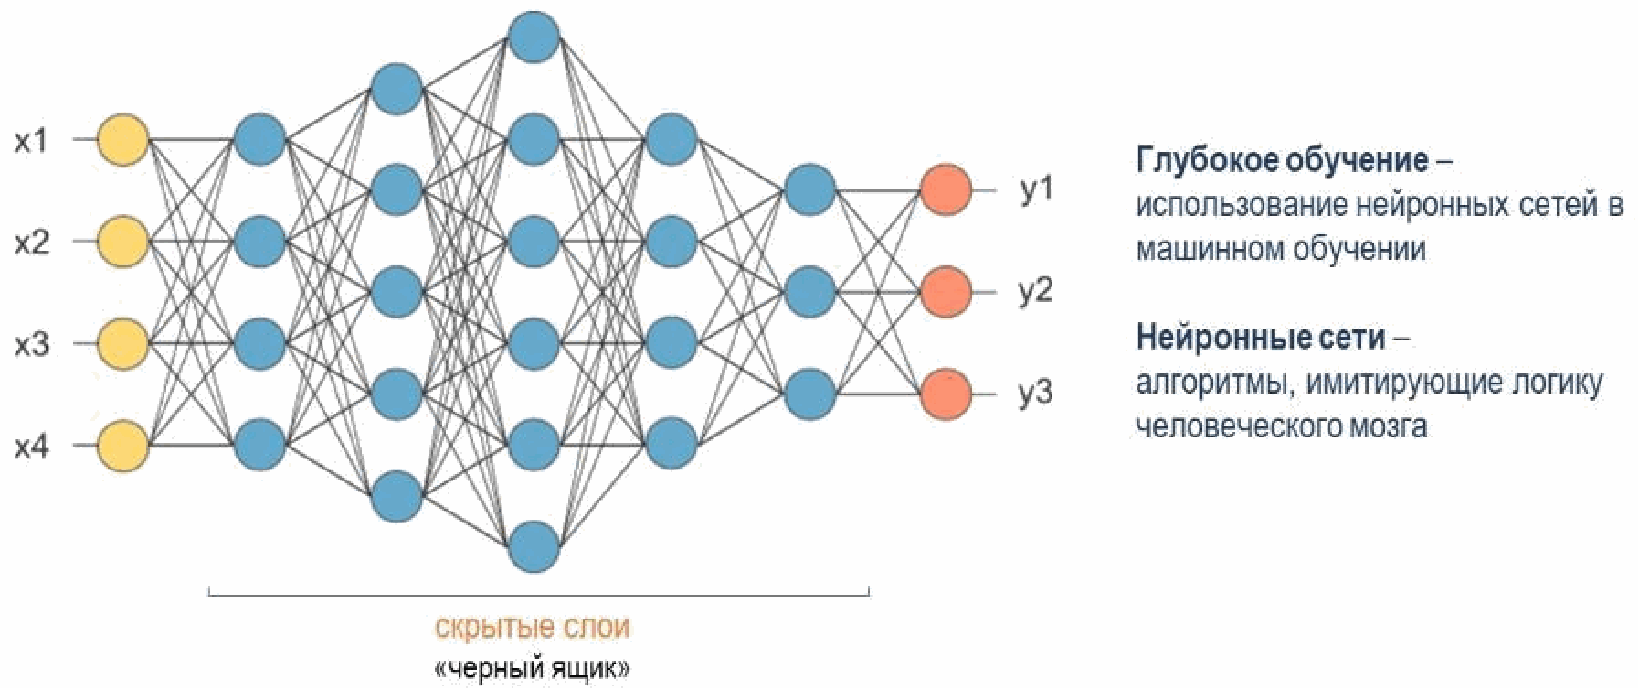 x1
x2
x3
x4
y1
y2
y3
скрытые слои
«черный ящик»
Глубокое обучение –
использование нейронных сетей в
машинном обучении
Нейронные сети –
алгоритмы, имитирующие логику
человеческого мозга